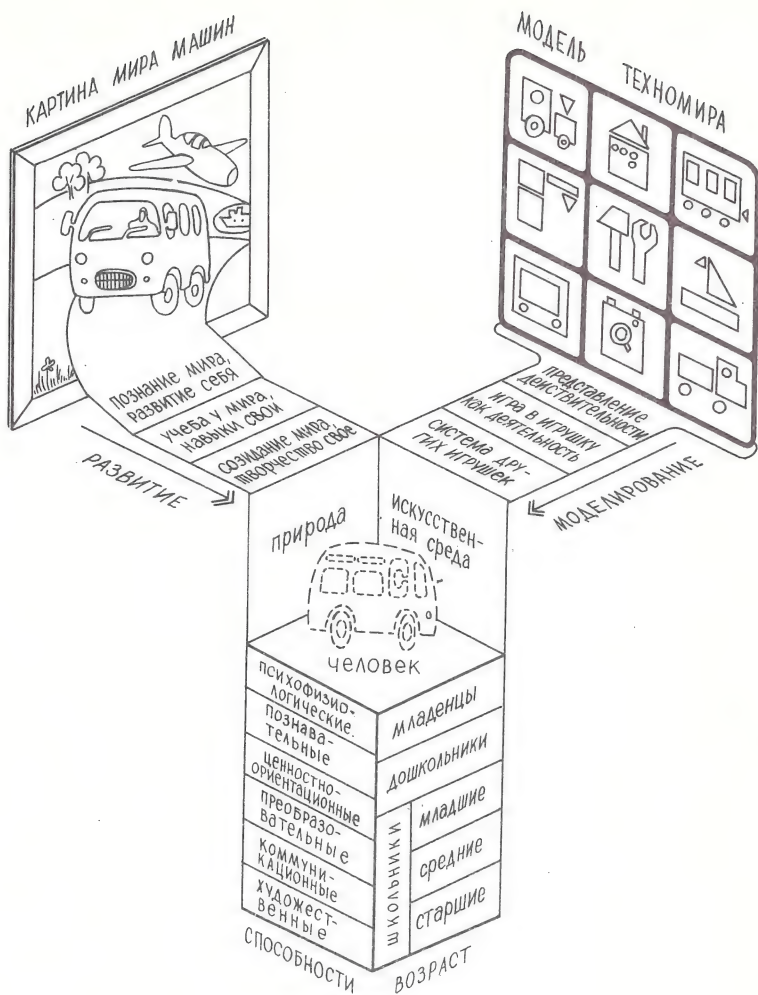 КАРТИНА МИРА МАШИН
МОДЕЛЬ ТЕХНОМИРА
ПОЗНАНИЕ МИРА,
РАЗВИТИЕ СЕБЯ
УЧЕБА У МИРА,
НАВЫКИ СВОИ
СОЗИДАНИЕ МИРА,
ТВОРЧЕСТВО СВОЕ
РАЗВИТИЕ
ПРЕДСТАВЛЕНИЕ
ДЕЙСТВИТЕЛЬНОСТИ
ИГРА В ИГРУШКУ
КАК ДЕЯТЕЛЬНОСТЬ
СИСТЕМА ДРУ-
ГИХ ИГРУШЕК
МОДЕЛИРОВАНИЕ
ПРИРОДА
ИСКУССТВЕН-
НАЯ СРЕДА
ЧЕЛОВЕК
ПСИХОФИЗИО-
ЛОГИЧЕСКИЕ.
ПОЗНАВА-
ТЕЛЬНЫЕ
ЦЕННОСТНО-
ОРИЕНТАЦИОННЫЕ
ПРЕОБРАЗО-
ВАТЕЛЬНЫЕ
КОММУНИ-
КАЦИОННЫЕ
ХУДОЖЕСТ-
ВЕННЫЕ
СПОСОБНОСТИ
МЛАДЕНЦЫ
ДОШКОЛЬНИКИ
ШКОЛЬНИКИ
МЛАДШИЕ
СРЕДНИЕ
СТАРШИЕ
ВОЗРАСТ